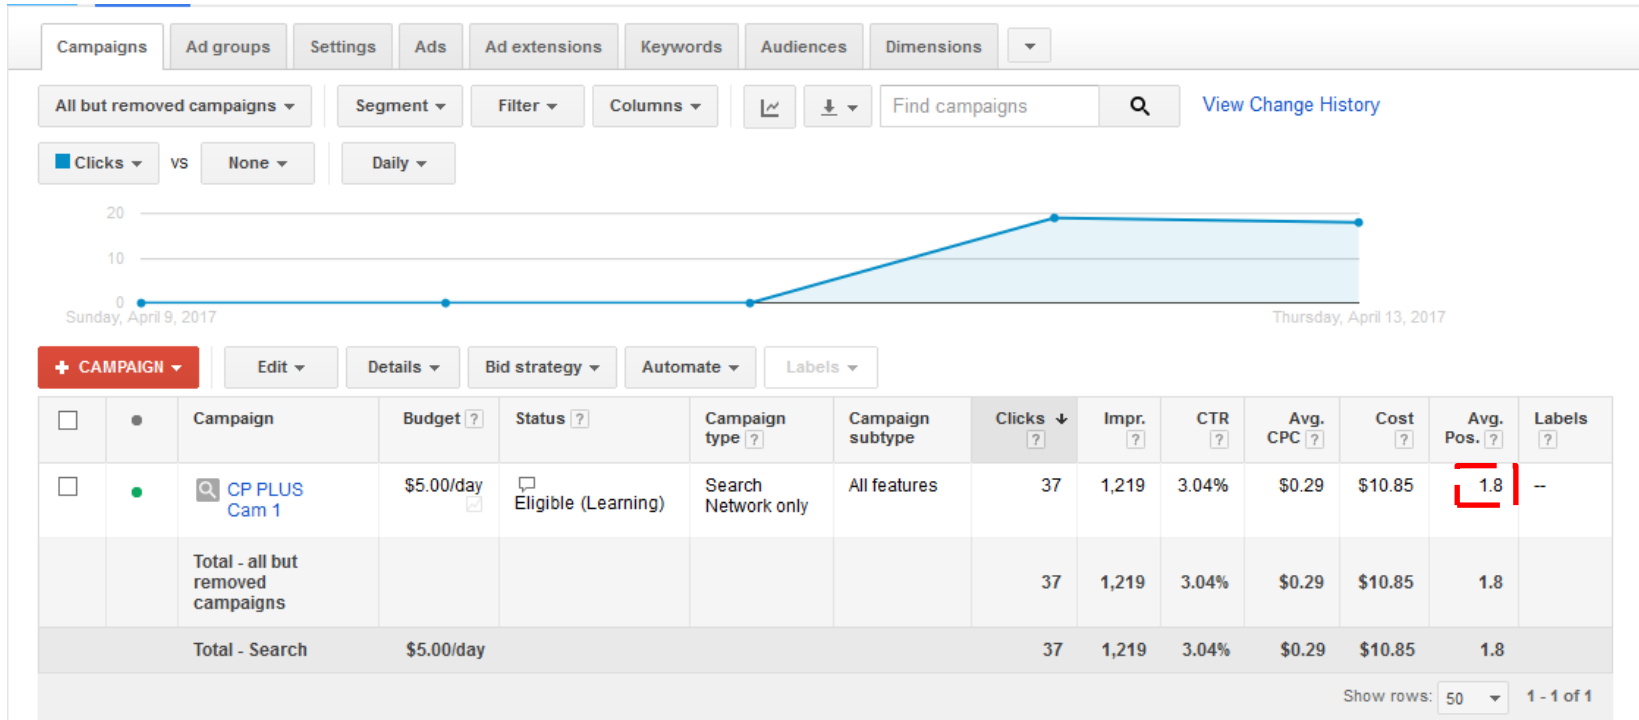 Campaigns Ad groups Settings Ads Ad extensions Keywords Audiences Dimensions
All but removed campaigns Segment Filter Columns Find campaigns View Change History
Clicks vs None Daily
20
10
0
Sunday, April 9, 2017 Thursday, April 13, 2017
+ CAMPAIGN Edit Details Bid strategy Automate Labels
Campaign Budget ? Status ? Campaign type ? Campaign subtype Clicks ? Impr. ? CTR ? Avg. CPC ? Cost ? Avg. Pos. ? Labels ?
CP PLUS Cam 1 $5.00/day Eligible (Learning) Search Network only All features 37 1,219 3.04% $0.29 $10.85 1.8 --
Total - all but removed campaigns 37 1,219 3.04% $0.29 $10.85 1.8
Total - Search $5.00/day 37 1,219 3.04% $0.29 $10.85 1.8
Show rows: 50 1 - 1 of 1